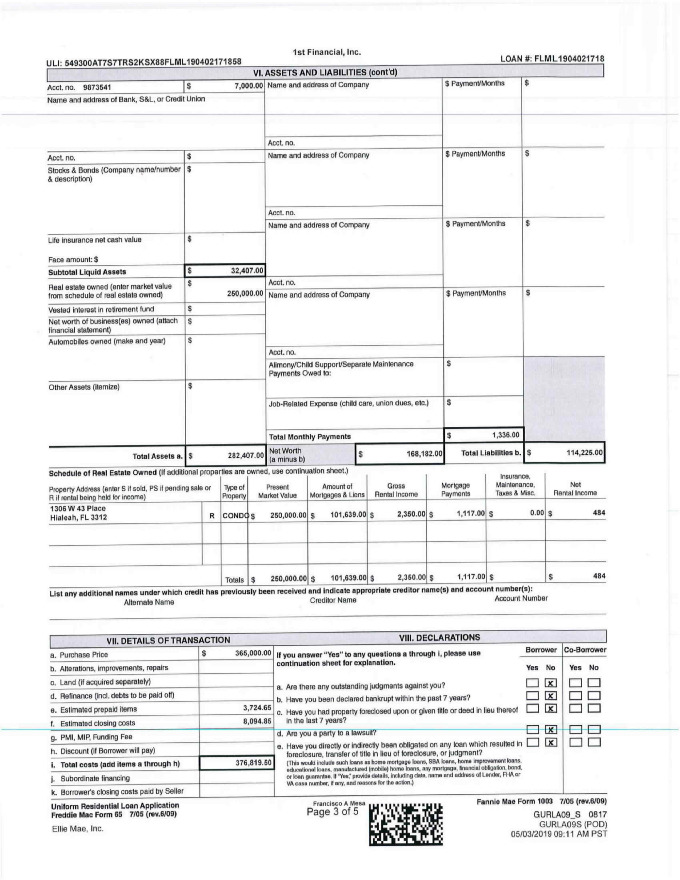 1st Financial, Inc.
ULI: 549300AT7S7TRS2KSX88FLML190402171858 LOAN #: FLML1904021718
VI. ASSETS AND LIABILITIES (cont'd)
Acct. no. 9873541 $ 7,000.00 Name and address of Company $ Payment/Months $
Name and address of Bank, S&L, or Credit Union
Acct. no.
Acct. no. $ Name and address of Company $ Payment/Months $
Stocks & Bonds (Company name/number $
& description)
Acct. no.
Name and address of Company $ Payment/Months $
Life insurance net cash value $
Face amount: $
Subtotal Liquid Assets $ 32,407.00
Acct. no.
Real estate owned (enter market value $ 250,000.00 Name and address of Company $ Payment/Months $
from schedule of real estate owned)
Vested interest in retirement fund $
Net worth of business(es) owned (attach $
financial statement)
Automobiles owned (make and year) $
Acct. no.
Alimony/Child Support/Separate Maintenance $
Payments Owed to:
Other Assets (itemize) $
Job-Related Expense (child care, union dues, etc.) $
Total Monthly Payments $ 1,336.00
Total Assets a. $ 282,407.00 Net Worth $ 168,182.00 Total Liabilities b. $ 114,225.00
(a minus b)
Schedule of Real Estate Owned (If additional properties are owned, use continuation sheet.)
Property Address (enter S if sold, PS if pending sale or Type of Present Amount of Gross Mortgage Insurance, Net
R if rental being held for income) Property Market Value Mortgages & Liens Rental Income Payments Maintenance, Rental Income
Taxes & Misc.
1306 W 43 Place R CONDO $ 250,000.00 $ 101,639.00 $ 2,350.00 $ 1,117.00 $ 0.00 $ 484
Hialeah, FL 3312
Totals $ 250,000.00 $ 101,639.00 $ 2,350.00 $ 1,117.00 $ 484
List any additional names under which credit has previously been received and indicate appropriate creditor name(s) and account number(s):
Alternate Name Creditor Name Account Number
VII. DETAILS OF TRANSACTION VIII. DECLARATIONS
a. Purchase Price $ 365,000.00 If you answer "Yes" to any questions a through i, please use Borrower Co-Borrower
continuation sheet for explanation.
b. Alterations, improvements, repairs Yes No Yes No
c. Land (if acquired separately) a. Are there any outstanding judgments against you? X
d. Refinance (incl. debts to be paid off) b. Have you been declared bankrupt within the past 7 years? X
e. Estimated prepaid items 3,724.65 c. Have you had property foreclosed upon or given title or deed in lieu thereof X
in the last 7 years?
f. Estimated closing costs 8,094.85
g. PMI, MIP, Funding Fee d. Are you a party to a lawsuit? X
h. Discount (if Borrower will pay) e. Have you directly or indirectly been obligated on any loan which resulted in X
foreclosure, transfer of title in lieu of foreclosure, or judgment?
i. Total costs (add items a through h) 376,819.50 (This would include such loans as home mortgage loans, SBA loans, home improvement loans,
educational loans, manufactured (mobile) home loans, any mortgage, financial obligation, bond,
j. Subordinate financing or loan guarantee. If "Yes," provide details, including date, name and address of Lender, FHA or
VA case number, if any, and reasons for the action.)
k. Borrower's closing costs paid by Seller
Uniform Residential Loan Application Francisco A Mesa Fannie Mae Form 1003 7/05 (rev.6/09)
Freddie Mac Form 65 7/05 (rev.6/09) Page 3 of 5 GURLA09_S 0817
Ellie Mae, Inc. GURLA09S (POD)
05/03/2019 09:11 AM PST